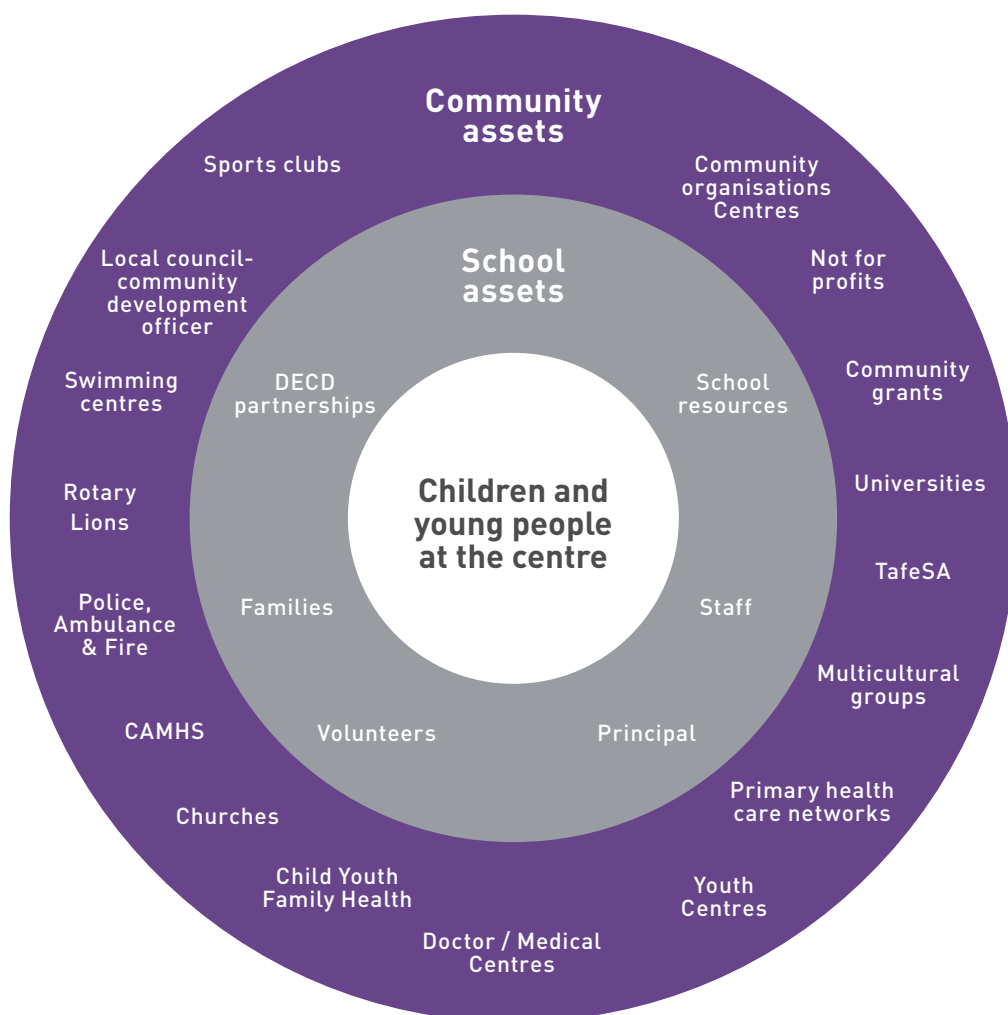 Community
assets
Sports clubs
Community
organisations
Centres
Local council-
community
development
officer
Not for
profits
School
assets
Swimming
centres
DECD
partnerships
School
resources
Community
grants
Rotary
Lions
Children and
young people
at the centre
Universities
TafeSA
Police,
Ambulance
& Fire
Families
Staff
Multicultural
groups
CAMHS
Volunteers
Principal
Primary health
care networks
Churches
Child Youth
Family Health
Youth
Centres
Doctor / Medical
Centres